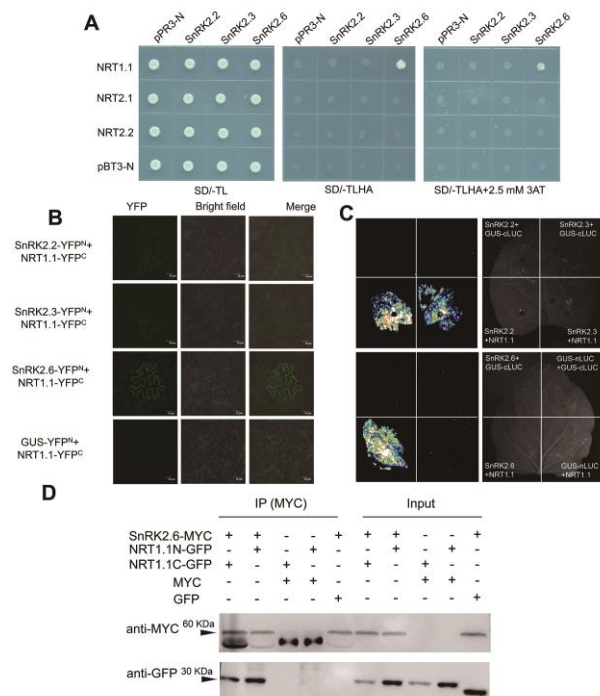 A
pPR3-N SnRK2.2 SnRK2.3 SnRK2.6 pPR3-N SnRK2.2 SnRK2.3 SnRK2.6 pPR3-N SnRK2.2 SnRK2.3 SnRK2.6
NRT1.1
NRT2.1
NRT2.2
pBT3-N
SD/-TL SD/-TLHA SD/-TLHA+2.5 mM 3AT
B
YFP Bright field Merge
SnRK2.2-YFPᴺ+
NRT1.1-YFPᶜ
SnRK2.3-YFPᴺ+
NRT1.1-YFPᶜ
SnRK2.6-YFPᴺ+
NRT1.1-YFPᶜ
GUS-YFPᴺ+
NRT1.1-YFPᶜ
C
SnRK2.2+ SnRK2.3+
GUS-cLUC GUS-cLUC
SnRK2.2 SnRK2.3
+NRT1.1 +NRT1.1
SnRK2.6+ GUS-nLUC
GUS-cLUC +GUS-cLUC
SnRK2.6 GUS-nLUC
+NRT1.1 +NRT1.1
D
IP (MYC) Input
SnRK2.6-MYC + + - - + + + - - +
NRT1.1N-GFP - + - + - - + - + -
NRT1.1C-GFP + - + - - + - + - -
MYC - - + + - - - + + -
GFP - - - - + - - - - +
anti-MYC 60 KDa
anti-GFP 30 KDa